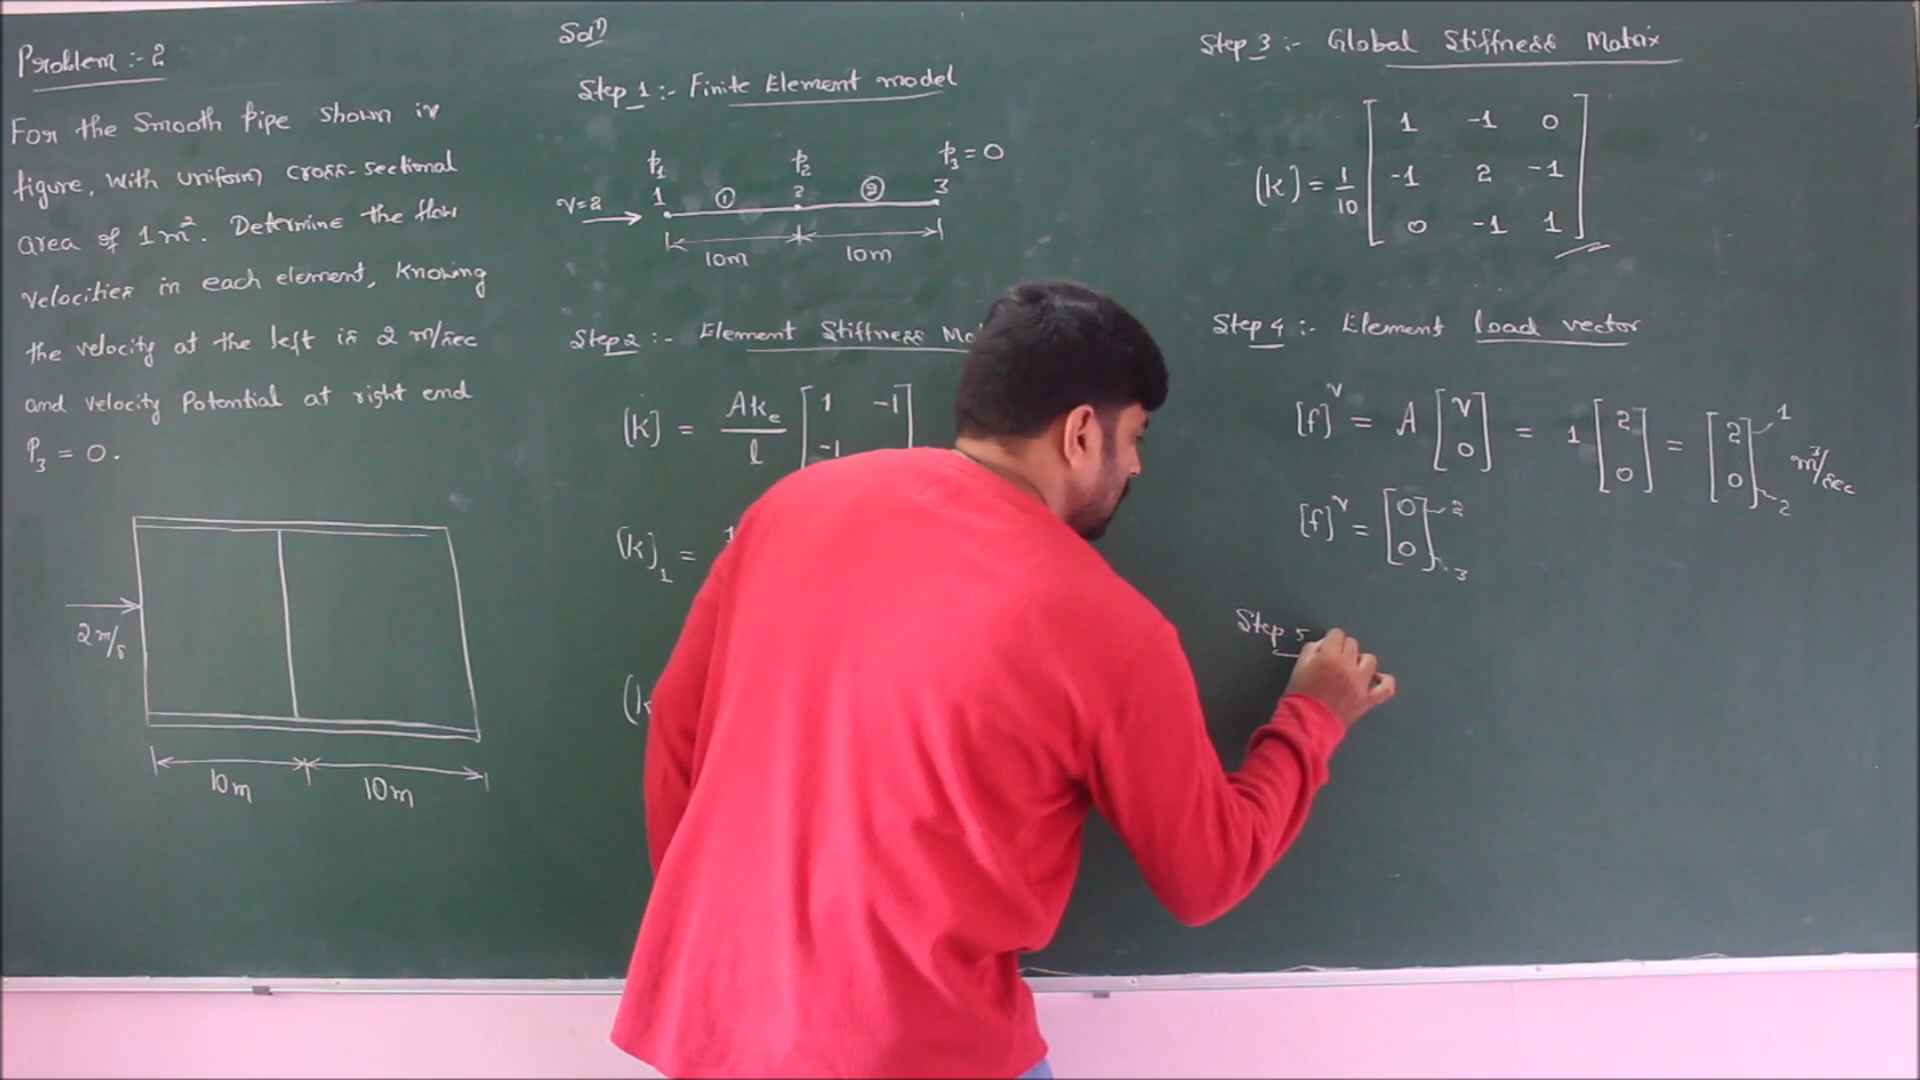 Problem :- 2
For the Smooth pipe shown in
figure, with uniform cross-sectional
area of 1m². Determine the flow
velocities in each element, Knowing
the velocity at the left is 2 m/sec
and velocity Potential at right end
P₃ = 0.
2 m/s
10m 10m
Solⁿ
Step 1 :- Finite Element model
p₁ p₂ p₃ = 0
v=2 1 ① 2 ② 3
10m 10m
Step 2 :- Element Stiffness
[k] = Akₑ/l [1 -1
-1
[k]₁ =
Step 3 :- Global Stiffness Matrix
[k] = 1/10 [1 -1 0
-1 2 -1
0 -1 1]
Step 4 :- Element load vector
[f]ᵛ = A [v 0] = 1 [2 0] = [2 0] 1 2 m³/sec
[f]ᵛ = [0 0] 2 3
Step 5